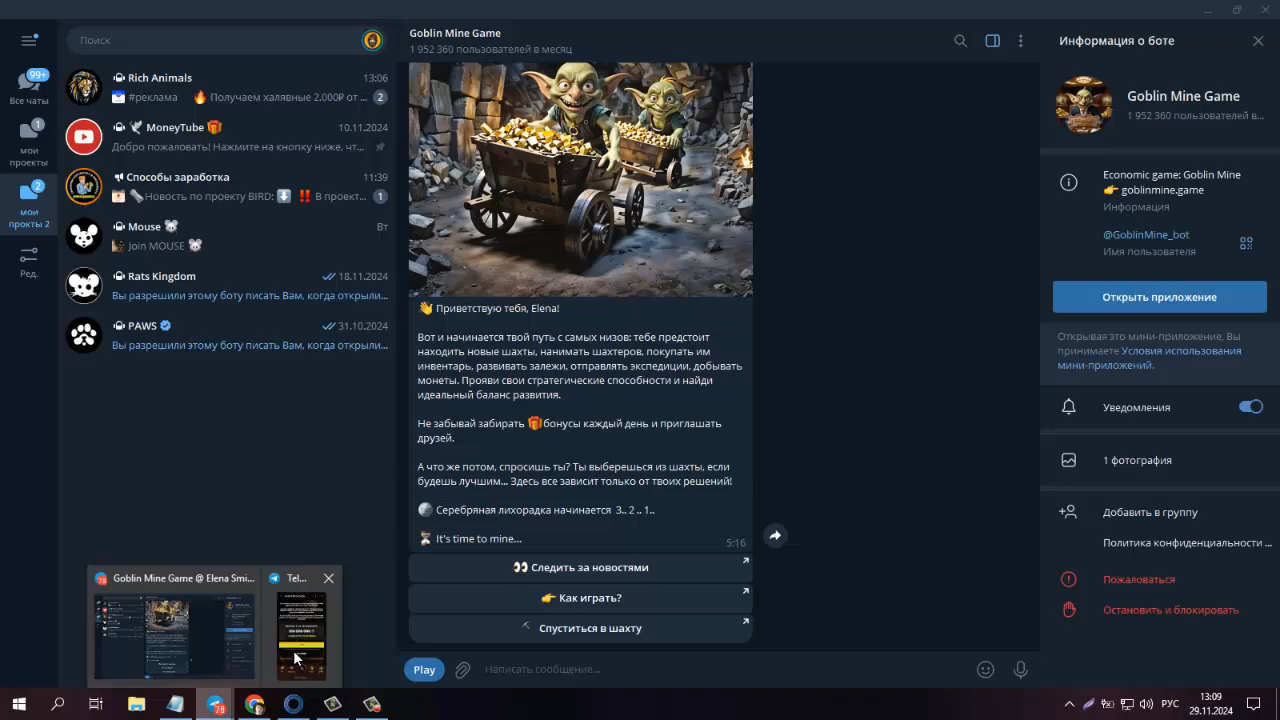 Поиск
99+
Все чаты
1
мои
проекты
2
мои
прокты 2
Ред.
Rich Animals
13:06
#реклама 🔥 Получаем халявные 2.000₽ от ...
2
MoneyTube 🎁
10.11.2024
Добро пожаловать! Нажмите на кнопку ниже, чт...
Способы заработка
11:39
Новость по проекту BIRD: ⬇️ ‼️ В проект...
1
Mouse 🐭
Вт
Join MOUSE 🐭
Rats Kingdom
18.11.2024
Вы разрешили этому боту писать Вам, когда открыли...
PAWS
31.10.2024
Вы разрешили этому боту писать Вам, когда открыли...
Goblin Mine Game
1 952 360 пользователей в месяц
👋 Приветствую тебя, Elena!
Вот и начинается твой путь с самых низов: тебе предстоит
находить новые шахты, нанимать шахтеров, покупать им
инвентарь, развивать залежи, отправлять экспедиции, добывать
монеты. Прояви свои стратегические способности и найди
идеальный баланс развития.
Не забывай забирать 🎁бонусы каждый день и приглашать
друзей.
А что же потом, спросишь ты? Ты выберешься из шахты, если
будешь лучшим... Здесь все зависит только от твоих решений!
Серебряная лихорадка начинается 3.. 2 .. 1..
⏳ It's time to mine...
5:16
👀 Следить за новостями
👉 Как играть?
Спуститься в шахту
Play
Написать сообщение...
Информация о боте
Goblin Mine Game
1 952 360 пользователей в...
Economic game: Goblin Mine
👉 goblinmine.game
Информация
@GoblinMine_bot
Имя пользователя
Открыть приложение
Открывая это мини-приложение, Вы
принимаете Условия использования
мини-приложений.
Уведомления
1 фотография
Добавить в группу
Политика конфиденциальности ...
Пожаловаться
Остановить и блокировать
Goblin Mine Game @ Elena Smi...
Tel...
78
РУС
13:09
29.11.2024